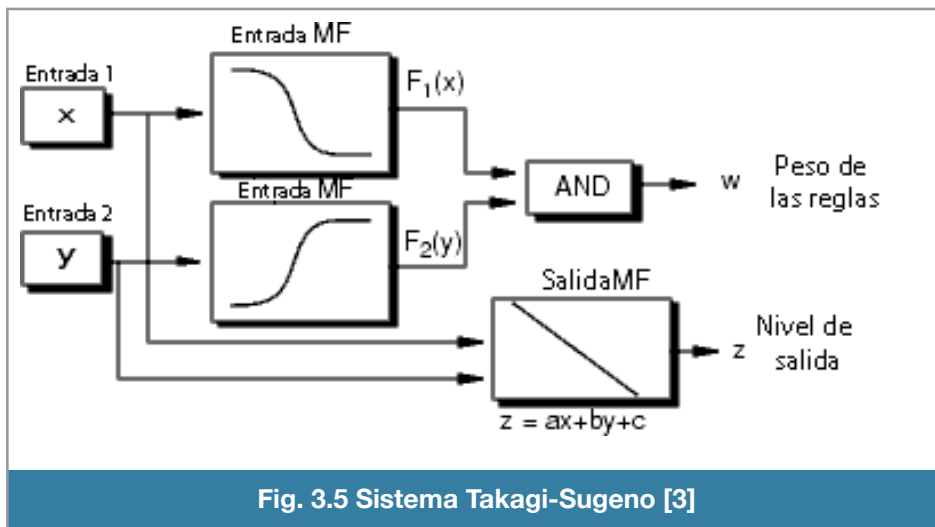 Entrada MF
Entrada 1
x
F1(x)
Entrada MF
Entrada 2
y
F2(y)
AND
w
Peso de
las reglas
SalidaMF
z
Nivel de
salida
z = ax+by+c
Fig. 3.5 Sistema Takagi-Sugeno [3]